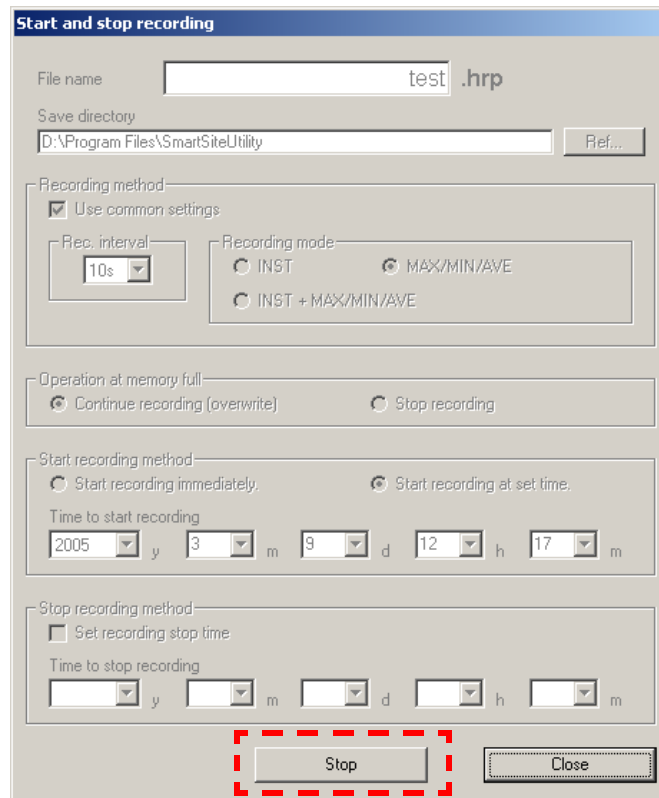 Start and stop recording
File name test .hrp
Save directory
D:\Program Files\SmartSiteUtility Ref...
Recording method
Use common settings
Rec. interval Recording mode
10s INST MAX/MIN/AVE
INST + MAX/MIN/AVE
Operation at memory full
Continue recording (overwrite) Stop recording
Start recording method
Start recording immediately. Start recording at set time.
Time to start recording
2005 y 3 m 9 d 12 h 17 m
Stop recording method
Set recording stop time
Time to stop recording
y m d h m
Stop Close